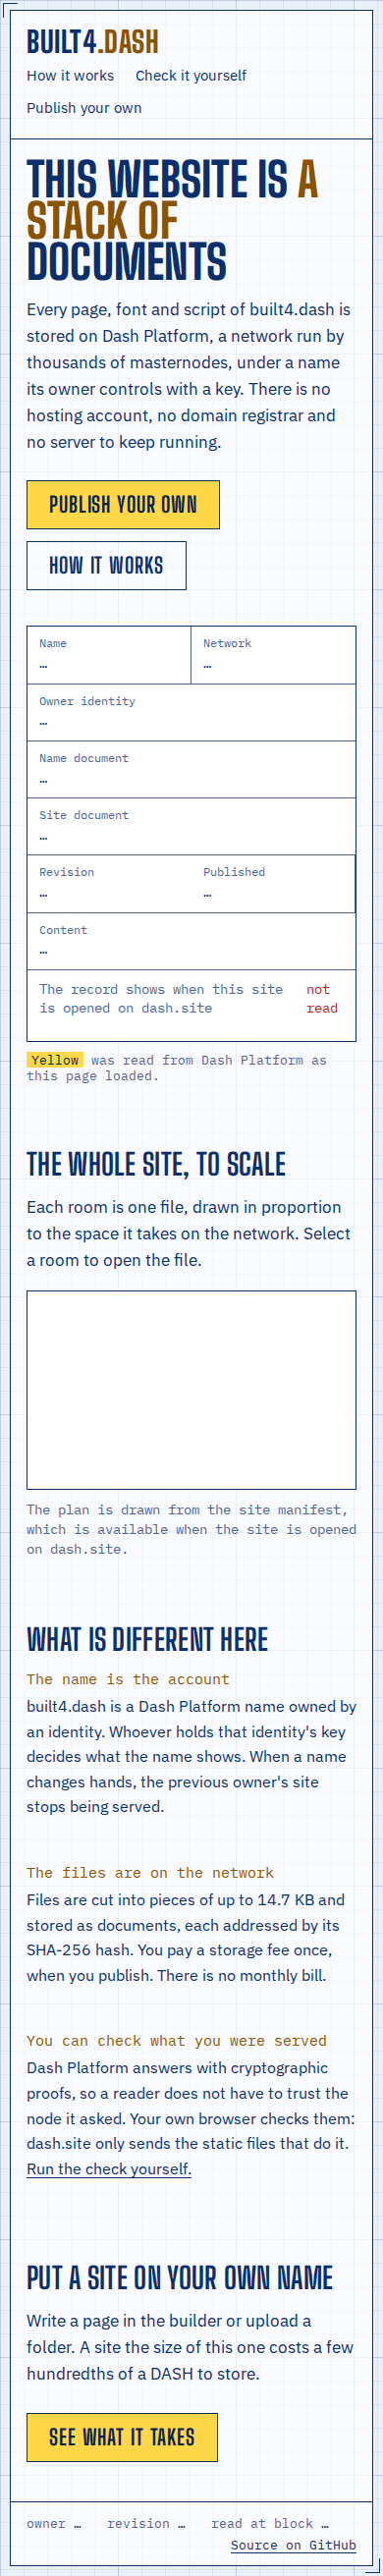 BUILT4.DASH
How it works Check it yourself
Publish your own
THIS WEBSITE IS A
STACK OF
DOCUMENTS
Every page, font and script of built4.dash is
stored on Dash Platform, a network run by
thousands of masternodes, under a name
its owner controls with a key. There is no
hosting account, no domain registrar and
no server to keep running.
PUBLISH YOUR OWN
HOW IT WORKS
Name Network
… …
Owner identity
…
Name document
…
Site document
…
Revision Published
… …
Content
…
The record shows when this site not
is opened on dash.site read
Yellow was read from Dash Platform as
this page loaded.
THE WHOLE SITE, TO SCALE
Each room is one file, drawn in proportion
to the space it takes on the network. Select
a room to open the file.
The plan is drawn from the site manifest,
which is available when the site is opened
on dash.site.
WHAT IS DIFFERENT HERE
The name is the account
built4.dash is a Dash Platform name owned by
an identity. Whoever holds that identity's key
decides what the name shows. When a name
changes hands, the previous owner's site
stops being served.
The files are on the network
Files are cut into pieces of up to 14.7 KB and
stored as documents, each addressed by its
SHA-256 hash. You pay a storage fee once,
when you publish. There is no monthly bill.
You can check what you were served
Dash Platform answers with cryptographic
proofs, so a reader does not have to trust the
node it asked. Your own browser checks them:
dash.site only sends the static files that do it.
Run the check yourself.
PUT A SITE ON YOUR OWN NAME
Write a page in the builder or upload a
folder. A site the size of this one costs a few
hundredths of a DASH to store.
SEE WHAT IT TAKES
owner … revision … read at block …
Source on GitHub